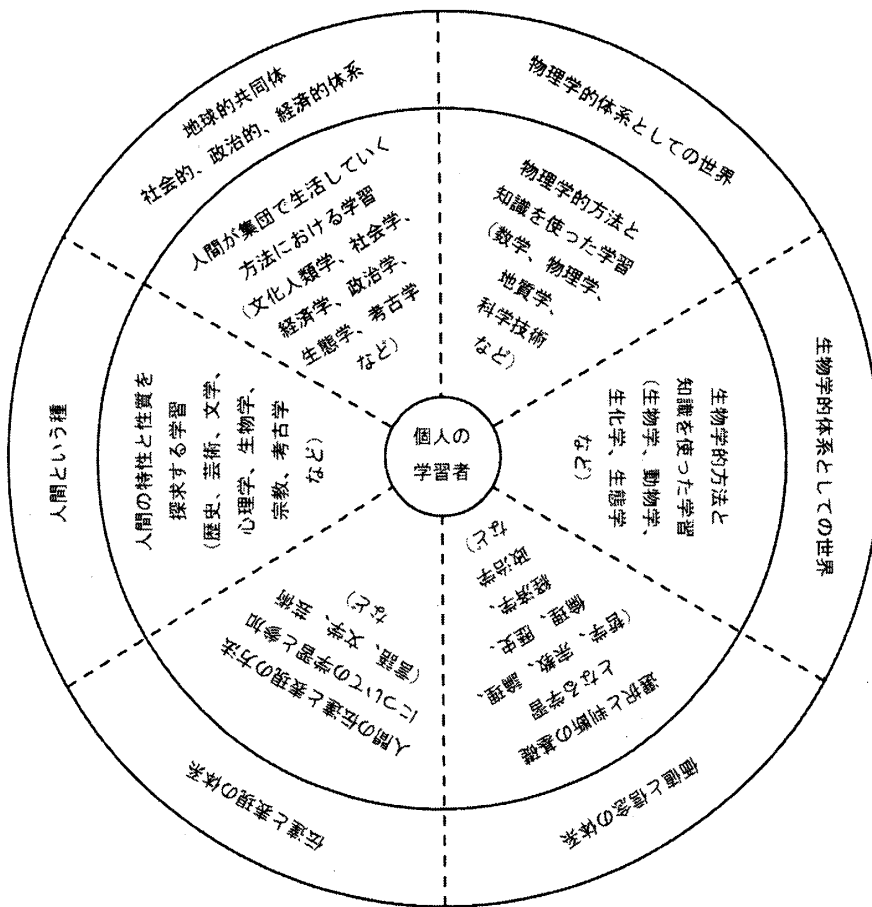 個人の
学習者
物理学的体系としての世界
物理学的方法と
知識を使った学習
(数学、物理学、
地質学、
科学技術
など)
生物学的体系としての世界
生物学的方法と
知識を使った学習
(生物学、動物学、
生化学、生態学
など)
価値と信念の体系
選択と判断の基礎
となる学習
(哲学、宗教、論理、
倫理、歴史、
経済学、
政治学
など)
伝達と表現の体系
人間の伝達と表現の方法
についての学習と参加
(言語、文学、芸術
など)
人間という種
人間の特性と性質を
探求する学習
(歴史、芸術、文学、
心理学、生物学、
宗教、考古学
など)
地球的共同体
社会的、政治的、経済的体系
人間が集団で生活していく
方法における学習
(文化人類学、社会学、
経済学、政治学、
生態学、考古学
など)